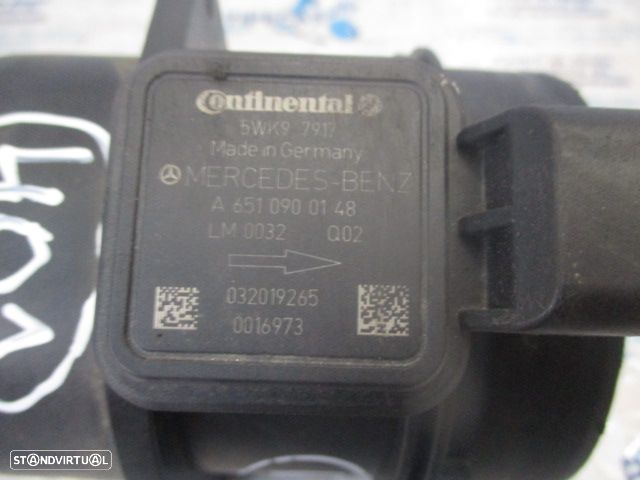 Continental
5WK9 7917
Made in Germany
MERCEDES-BENZ
A 651 090 01 48
LM 0032 Q02
032019265
0016973
STANDVIRTUAL